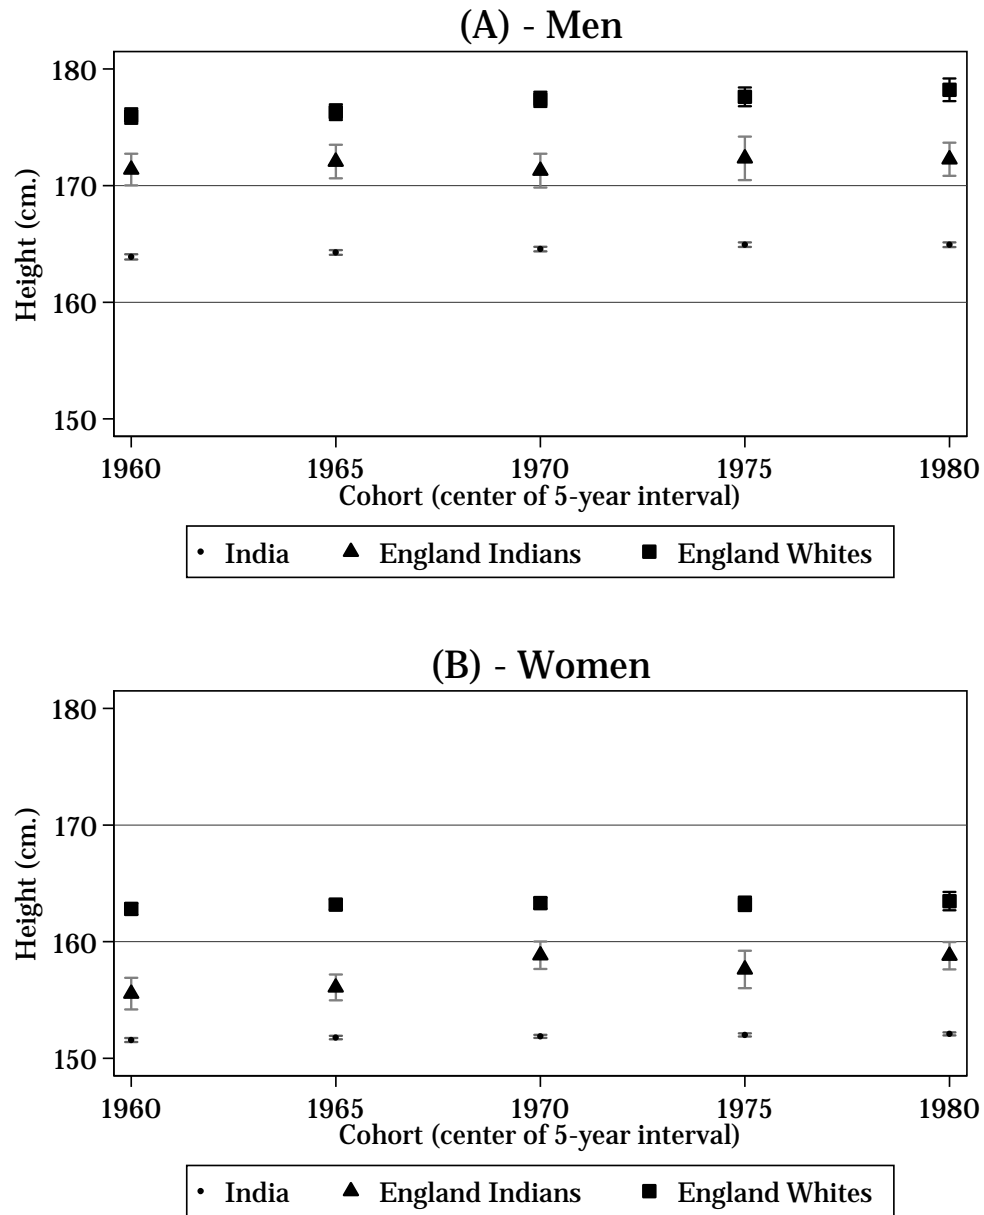 (A) - Men
Height (cm.)
180
170
160
150
1960 1965 1970 1975 1980
Cohort (center of 5-year interval)
India England Indians England Whites
(B) - Women
Height (cm.)
180
170
160
150
1960 1965 1970 1975 1980
Cohort (center of 5-year interval)
India England Indians England Whites